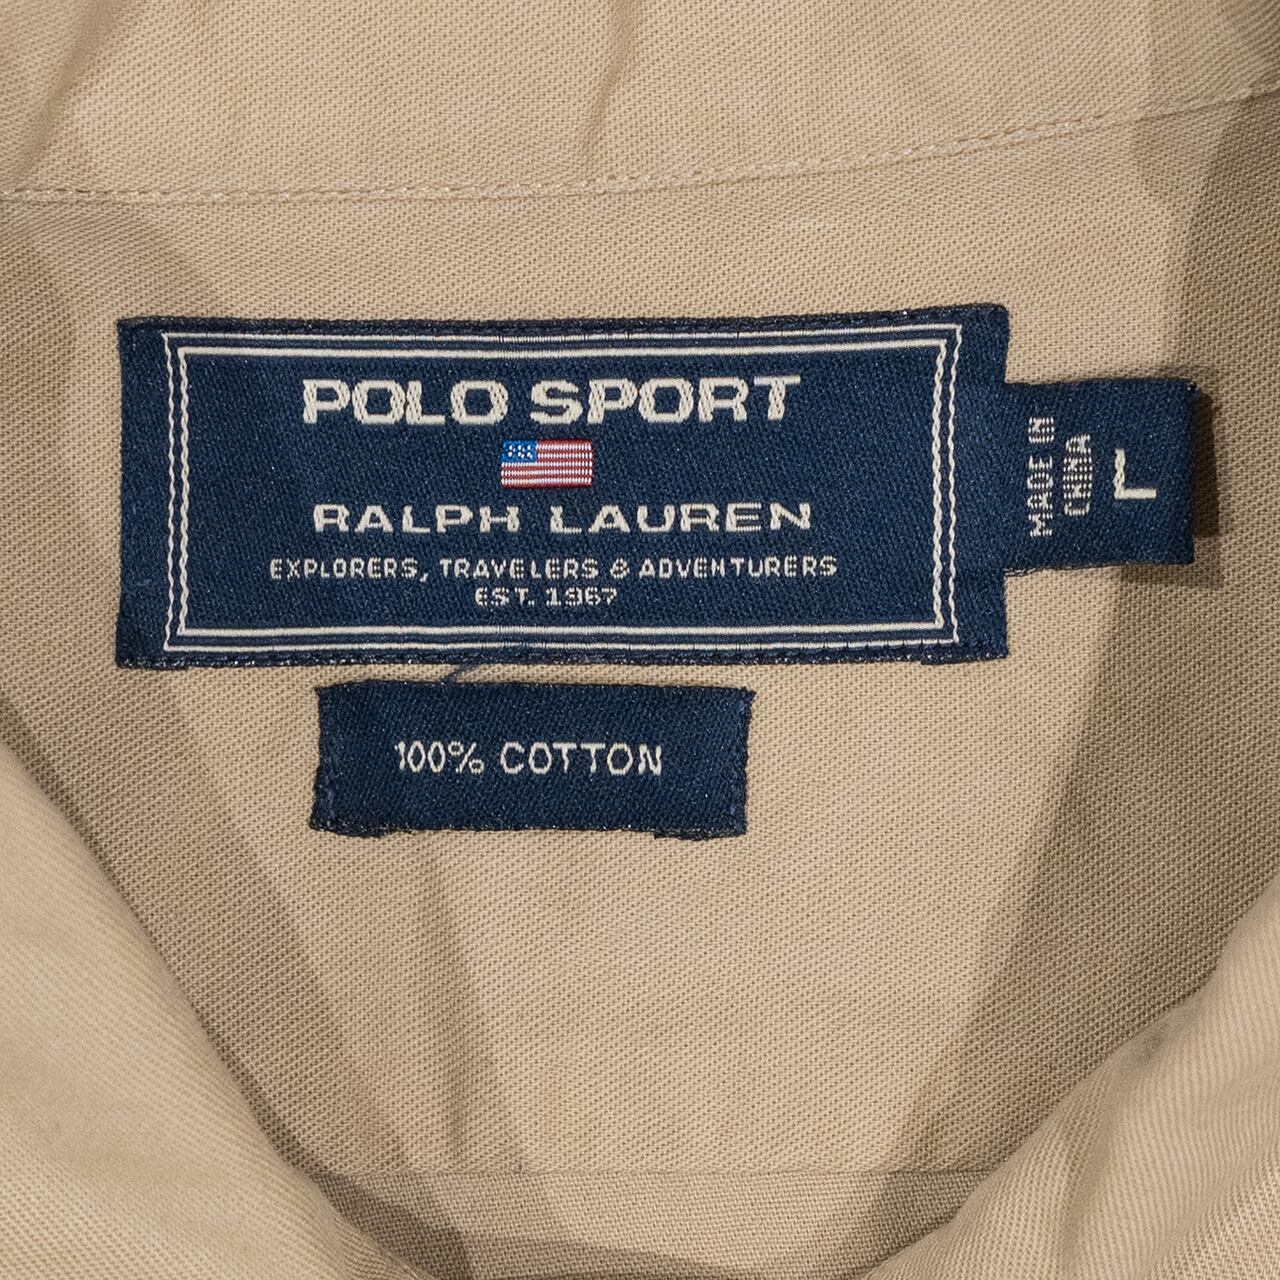 POLO SPORT
RALPH LAUREN
EXPLORERS, TRAVELERS & ADVENTURERS
EST. 1967
MADE IN
CHINA
L
100% COTTON